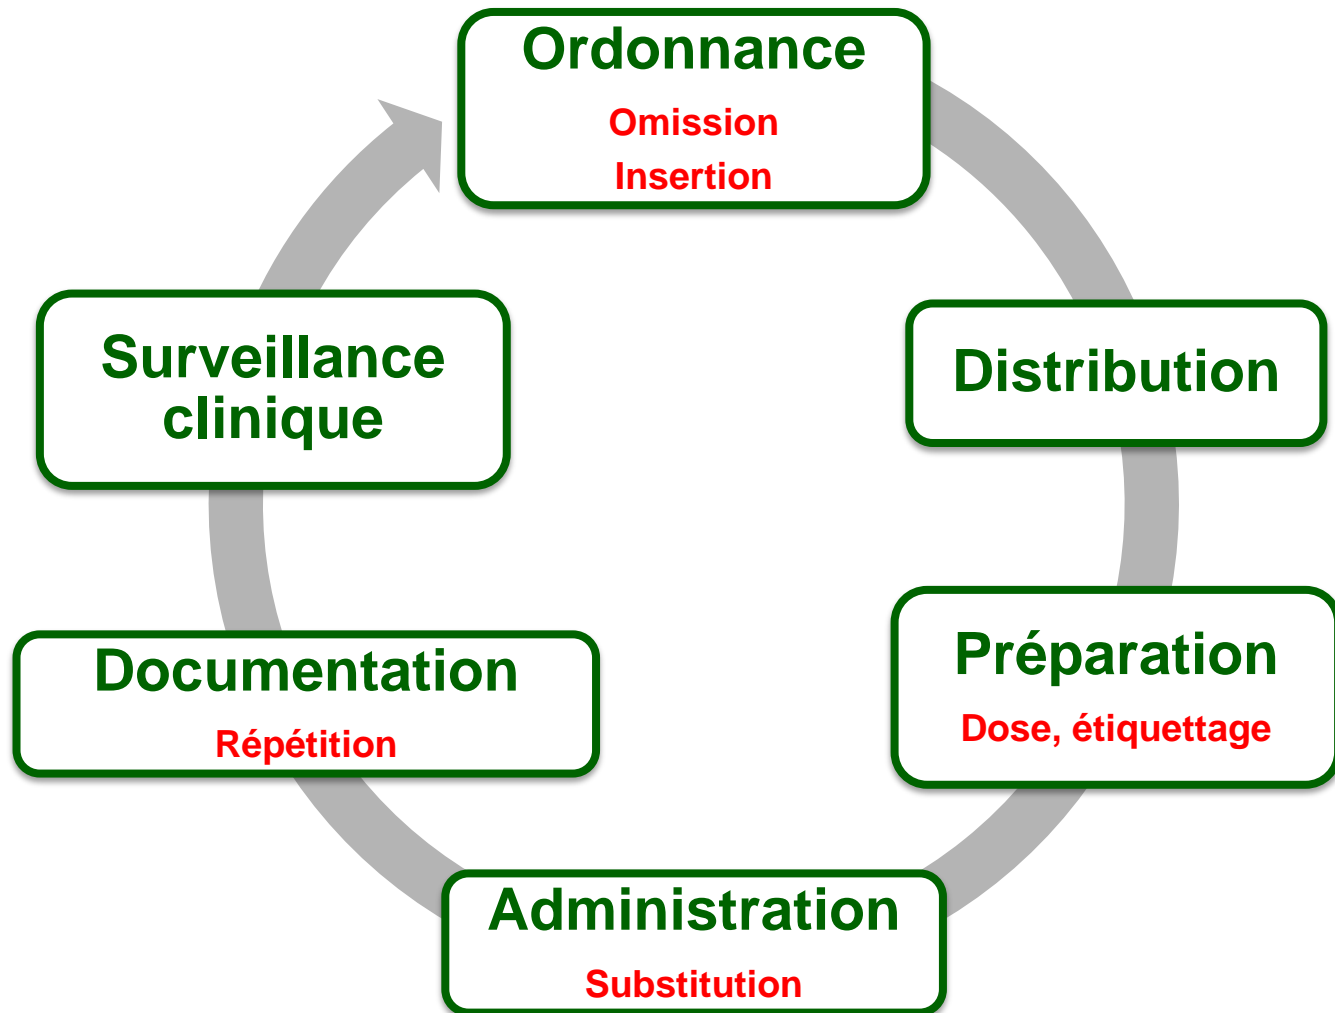 Ordonnance
Omission
Insertion
Distribution
Préparation
Dose, étiquettage
Administration
Substitution
Documentation
Répétition
Surveillance
clinique